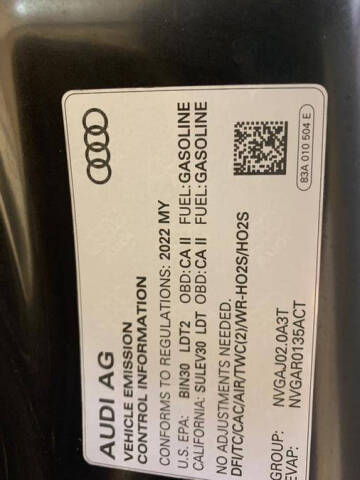 AUDI AG
VEHICLE EMISSION
CONTROL INFORMATION
CONFORMS TO REGULATIONS: 2022 MY
U.S. EPA: BIN30 LDT2 OBD:CA II FUEL:GASOLINE
CALIFORNIA: SULEV30 LDT OBD:CA II FUEL:GASOLINE
NO ADJUSTMENTS NEEDED.
DFI/TC/CAC/AIR/TWC(2)/WR-HO2S/HO2S
GROUP: NVGAJ02.0A3T
EVAP: NVGAR0135ACT
83A 010 504 E